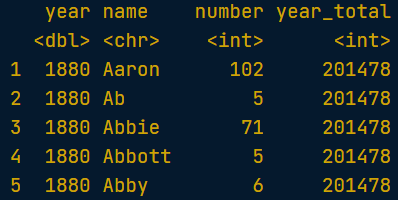 year name number year_total
<dbl> <chr> <int> <int>
1 1880 Aaron 102 201478
2 1880 Ab 5 201478
3 1880 Abbie 71 201478
4 1880 Abbott 5 201478
5 1880 Abby 6 201478